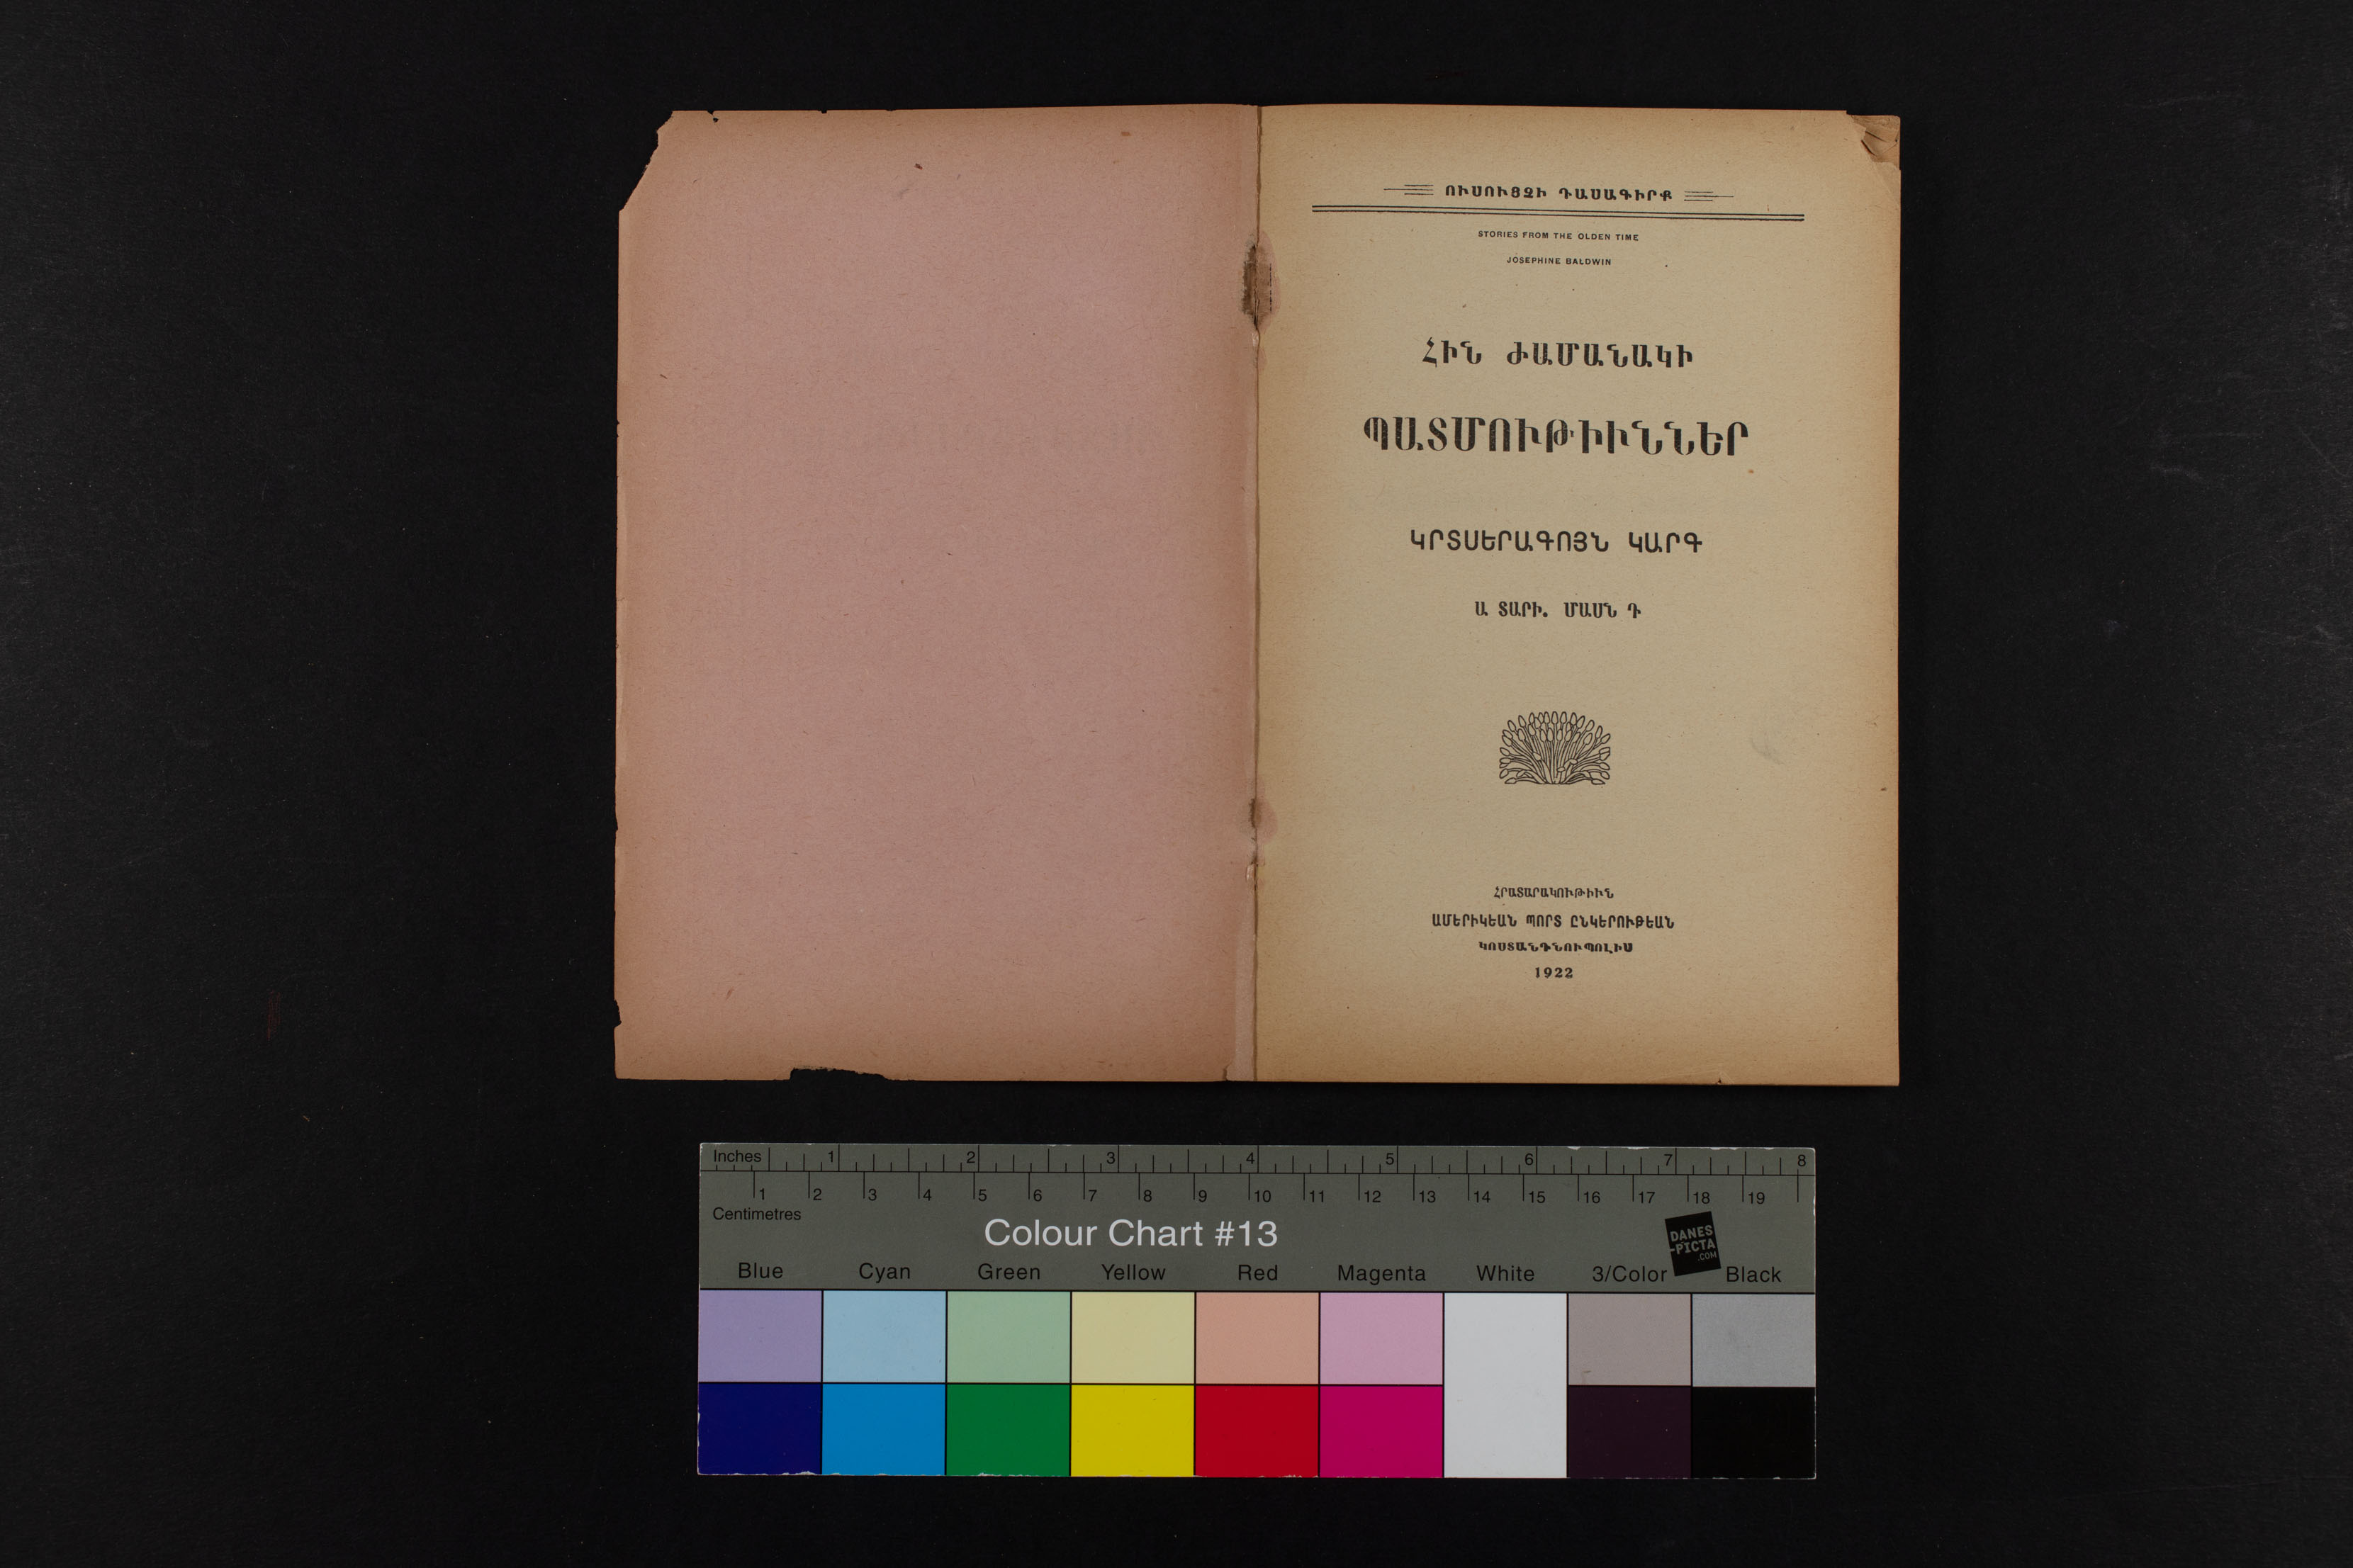 ՈՒՍՈՒՑՉԻ ԴԱՍԱԳԻՐՔ
STORIES FROM THE OLDEN TIME
JOSEPHINE BALDWIN
ՀԻՆ ԺԱՄԱՆԱԿԻ
ՊԱՏՄՈՒԹԻՒՆՆԵՐ
ԿՐՏՍԵՐԱԳՈՅՆ ԿԱՐԳ
Ա ՏԱՐԻ. ՄԱՍՆ Դ
ՀՐԱՏԱՐԱԿՈՒԹԻՒՆ
ԱՄԵՐԻԿԵԱՆ ՊՈՐՏ ԸՆԿԵՐՈՒԹԵԱՆ
ԿՈՍՏԱՆԴՆՈՒՊՈԼԻՍ
1922
Inches 1 2 3 4 5 6 7 8
1 2 3 4 5 6 7 8 9 10 11 12 13 14 15 16 17 18 19
Centimetres
Colour Chart #13
DANES
-PICTA
.COM
Blue Cyan Green Yellow Red Magenta White 3/Color Black